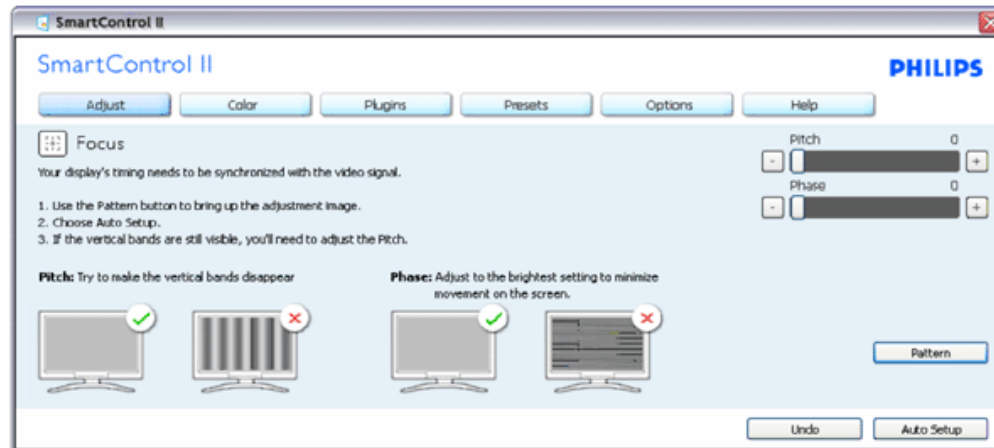 SmartControl II
SmartControl II
PHILIPS
Adjust Color Plugins Presets Options Help
Focus
Your display's timing needs to be synchronized with the video signal.
1. Use the Pattern button to bring up the adjustment image.
2. Choose Auto Setup.
3. If the vertical bands are still visible, you'll need to adjust the Pitch.
Pitch 0
- +
Phase 0
- +
Pitch: Try to make the vertical bands disappear
Phase: Adjust to the brightest setting to minimize
movement on the screen.
Pattern
Undo Auto Setup